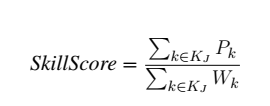 SkillScore = \frac{\sum_{k \in K_J} P_k}{\sum_{k \in K_J} W_k}